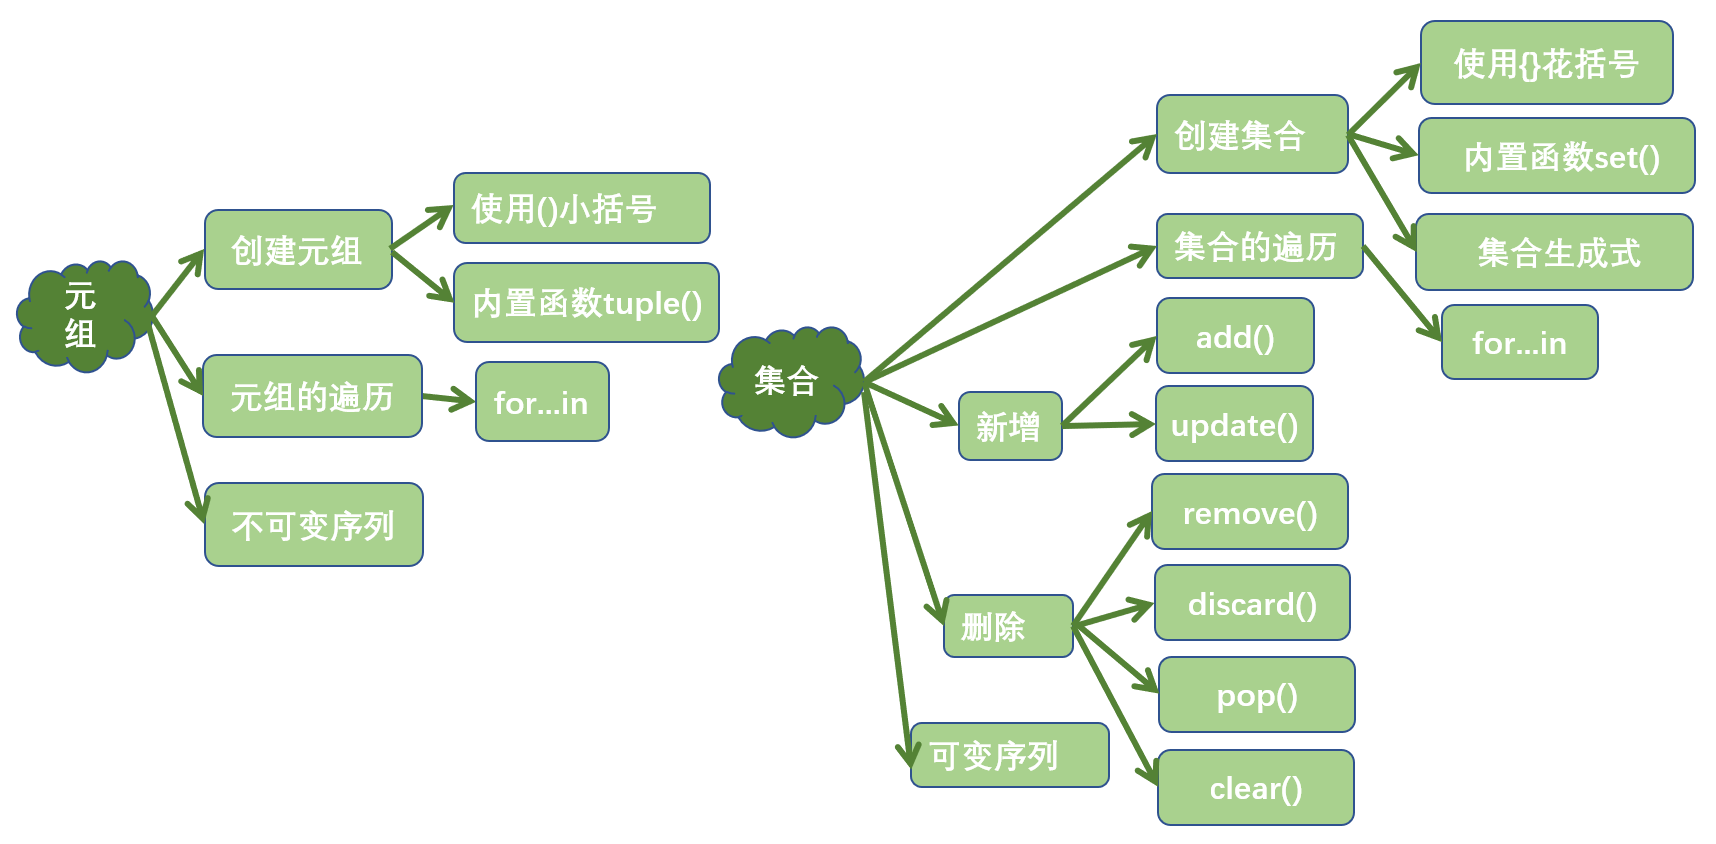 元
组
创建元组
使用()小括号
内置函数tuple()
元组的遍历
for...in
不可变序列
集合
创建集合
使用{}花括号
内置函数set()
集合生成式
集合的遍历
for...in
新增
add()
update()
删除
remove()
discard()
pop()
clear()
可变序列